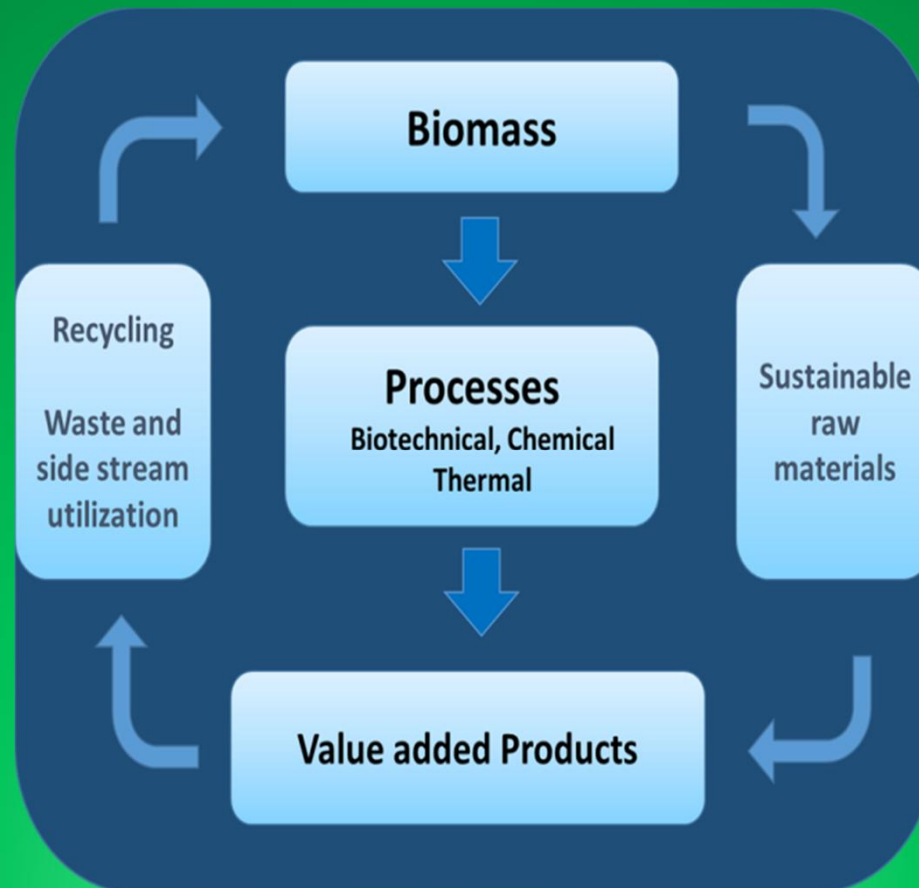 Biomass
Recycling
Waste and
side stream
utilization
Processes
Biotechnical, Chemical
Thermal
Sustainable
raw
materials
Value added Products